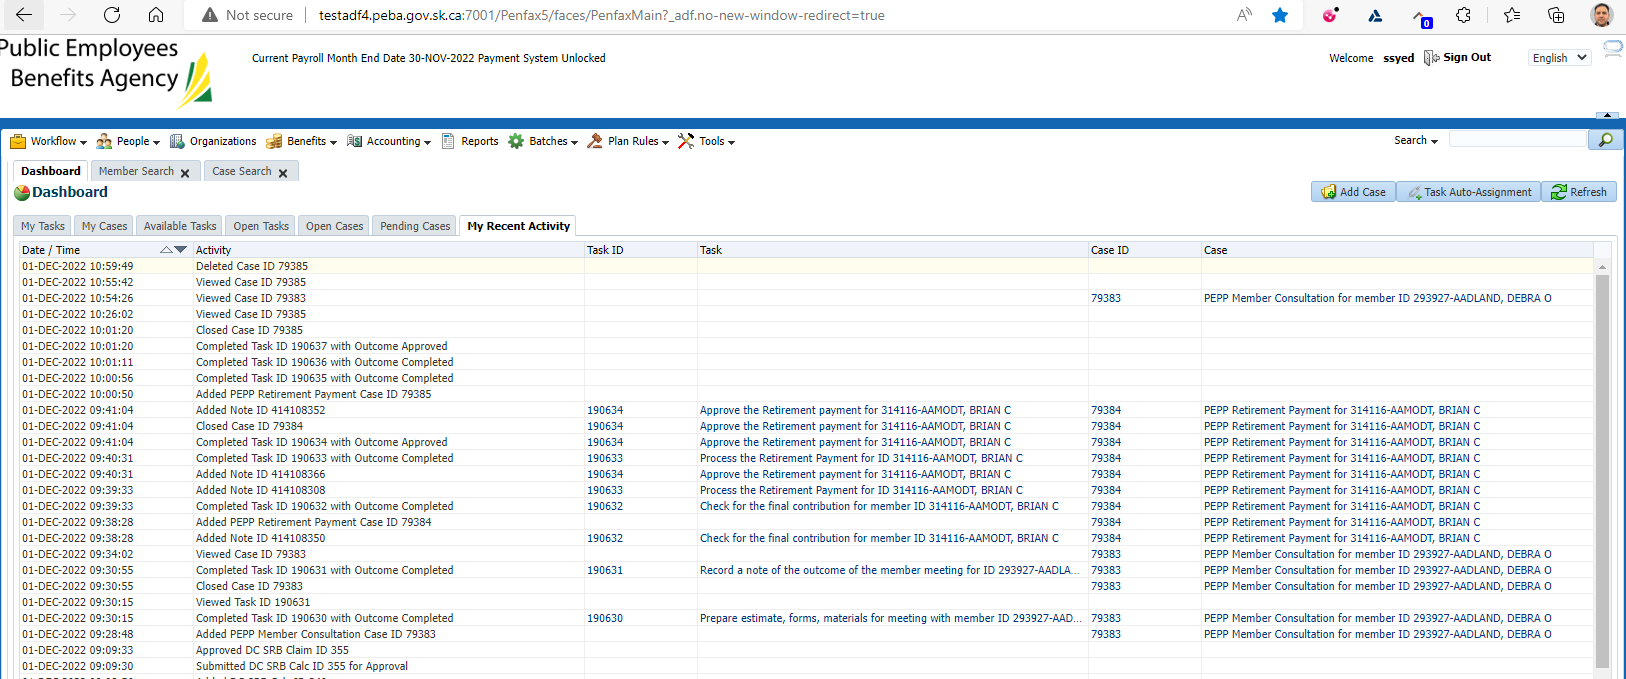 Not secure testadf4.peba.gov.sk.ca:7001/Penfax5/faces/PenfaxMain?_adf.no-new-window-redirect=true
0
Public Employees
Benefits Agency
Current Payroll Month End Date 30-NOV-2022 Payment System Unlocked
Welcome ssyed Sign Out English
Workflow People Organizations Benefits Accounting Reports Batches Plan Rules Tools Search
Dashboard Member Search Case Search
Dashboard
Add Case Task Auto-Assignment Refresh
My Tasks My Cases Available Tasks Open Tasks Open Cases Pending Cases My Recent Activity
Date / Time Activity Task ID Task Case ID Case
01-DEC-2022 10:59:49 Deleted Case ID 79385
01-DEC-2022 10:55:42 Viewed Case ID 79385
01-DEC-2022 10:54:26 Viewed Case ID 79383 79383 PEPP Member Consultation for member ID 293927-AADLAND, DEBRA O
01-DEC-2022 10:26:02 Viewed Case ID 79385
01-DEC-2022 10:01:20 Closed Case ID 79385
01-DEC-2022 10:01:20 Completed Task ID 190637 with Outcome Approved
01-DEC-2022 10:01:11 Completed Task ID 190636 with Outcome Completed
01-DEC-2022 10:00:56 Completed Task ID 190635 with Outcome Completed
01-DEC-2022 10:00:50 Added PEPP Retirement Payment Case ID 79385
01-DEC-2022 09:41:04 Added Note ID 414108352 190634 Approve the Retirement payment for 314116-AAMODT, BRIAN C 79384 PEPP Retirement Payment for 314116-AAMODT, BRIAN C
01-DEC-2022 09:41:04 Closed Case ID 79384 190634 Approve the Retirement payment for 314116-AAMODT, BRIAN C 79384 PEPP Retirement Payment for 314116-AAMODT, BRIAN C
01-DEC-2022 09:41:04 Completed Task ID 190634 with Outcome Approved 190634 Approve the Retirement payment for 314116-AAMODT, BRIAN C 79384 PEPP Retirement Payment for 314116-AAMODT, BRIAN C
01-DEC-2022 09:40:31 Completed Task ID 190633 with Outcome Completed 190633 Process the Retirement Payment for ID 314116-AAMODT, BRIAN C 79384 PEPP Retirement Payment for 314116-AAMODT, BRIAN C
01-DEC-2022 09:40:31 Added Note ID 414108366 190634 Approve the Retirement payment for 314116-AAMODT, BRIAN C 79384 PEPP Retirement Payment for 314116-AAMODT, BRIAN C
01-DEC-2022 09:39:33 Added Note ID 414108308 190633 Process the Retirement Payment for ID 314116-AAMODT, BRIAN C 79384 PEPP Retirement Payment for 314116-AAMODT, BRIAN C
01-DEC-2022 09:39:33 Completed Task ID 190632 with Outcome Completed 190632 Check for the final contribution for member ID 314116-AAMODT, BRIAN C 79384 PEPP Retirement Payment for 314116-AAMODT, BRIAN C
01-DEC-2022 09:38:28 Added PEPP Retirement Payment Case ID 79384 79384 PEPP Retirement Payment for 314116-AAMODT, BRIAN C
01-DEC-2022 09:38:28 Added Note ID 414108350 190632 Check for the final contribution for member ID 314116-AAMODT, BRIAN C 79384 PEPP Retirement Payment for 314116-AAMODT, BRIAN C
01-DEC-2022 09:34:02 Viewed Case ID 79383 79383 PEPP Member Consultation for member ID 293927-AADLAND, DEBRA O
01-DEC-2022 09:30:55 Completed Task ID 190631 with Outcome Completed 190631 Record a note of the outcome of the member meeting for ID 293927-AADLA... 79383 PEPP Member Consultation for member ID 293927-AADLAND, DEBRA O
01-DEC-2022 09:30:55 Closed Case ID 79383 79383 PEPP Member Consultation for member ID 293927-AADLAND, DEBRA O
01-DEC-2022 09:30:15 Viewed Task ID 190631
01-DEC-2022 09:30:15 Completed Task ID 190630 with Outcome Completed 190630 Prepare estimate, forms, materials for meeting with member ID 293927-AAD... 79383 PEPP Member Consultation for member ID 293927-AADLAND, DEBRA O
01-DEC-2022 09:28:48 Added PEPP Member Consultation Case ID 79383 79383 PEPP Member Consultation for member ID 293927-AADLAND, DEBRA O
01-DEC-2022 09:09:33 Approved DC SRB Claim ID 355
01-DEC-2022 09:09:30 Submitted DC SRB Calc ID 355 for Approval